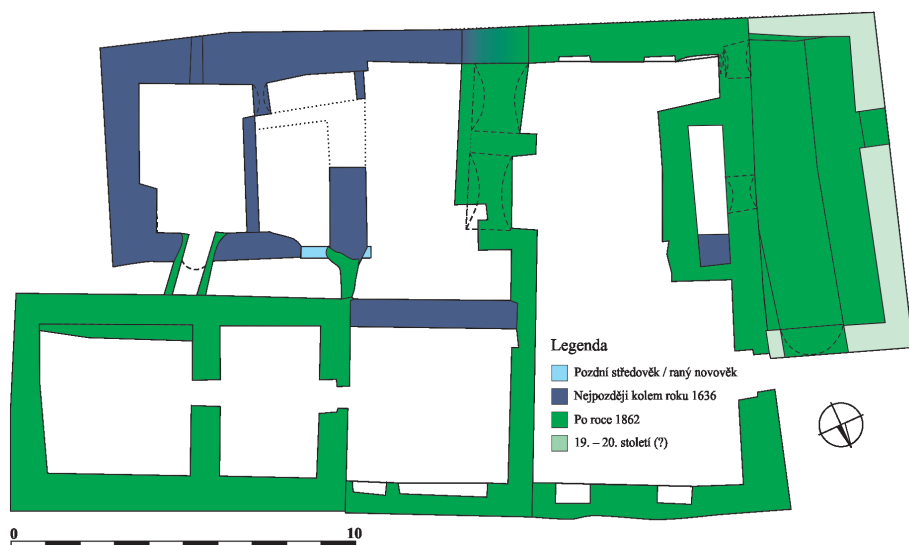 Legenda
Pozdní středověk / raný novověk
Nejpozději kolem roku 1636
Po roce 1862
19. – 20. století (?)
0 10